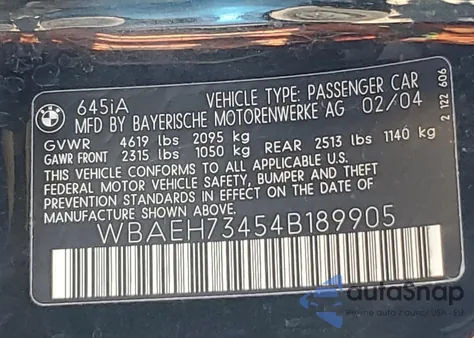 645iA VEHICLE TYPE: PASSENGER CAR
MFD BY BAYERISCHE MOTORENWERKE AG 02/04
GVWR 4619 lbs 2095 kg
GAWR FRONT 2315 lbs 1050 kg REAR 2513 lbs 1140 kg
THIS VEHICLE CONFORMS TO ALL APPLICABLE U.S.
FEDERAL MOTOR VEHICLE SAFETY, BUMPER AND THEFT
PREVENTION STANDARDS IN EFFECT ON THE DATE OF
MANUFACTURE SHOWN ABOVE.
WBAEH73454B189905
2 122 606
autoSnap